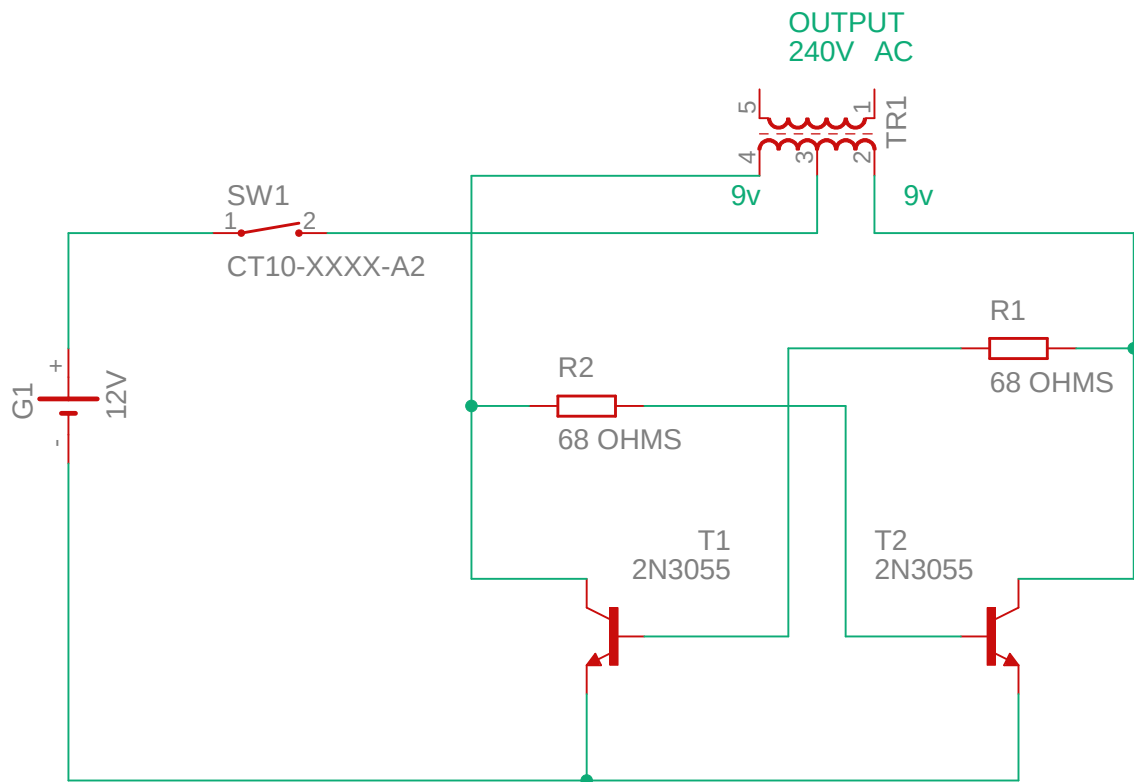 OUTPUT
240V AC
5
1
TR1
4
3
2
9v
9v
SW1
1
2
CT10-XXXX-A2
R1
68 OHMS
R2
68 OHMS
G1
+
-
12V
T1
2N3055
T2
2N3055